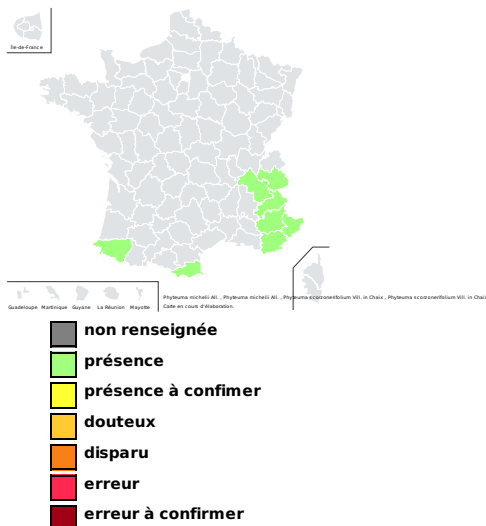 Île-de-France
Guadeloupe Martinique Guyane La Réunion Mayotte
Phyteuma michelii All. , Phyteuma michelii All. , Phyteuma scorzonerifolium Vill. in Chaix , Phyteuma scorzonerifolium Vill. in Chaix
Carte en cours d'élaboration.
non renseignée
présence
présence à confimer
douteux
disparu
erreur
erreur à confirmer